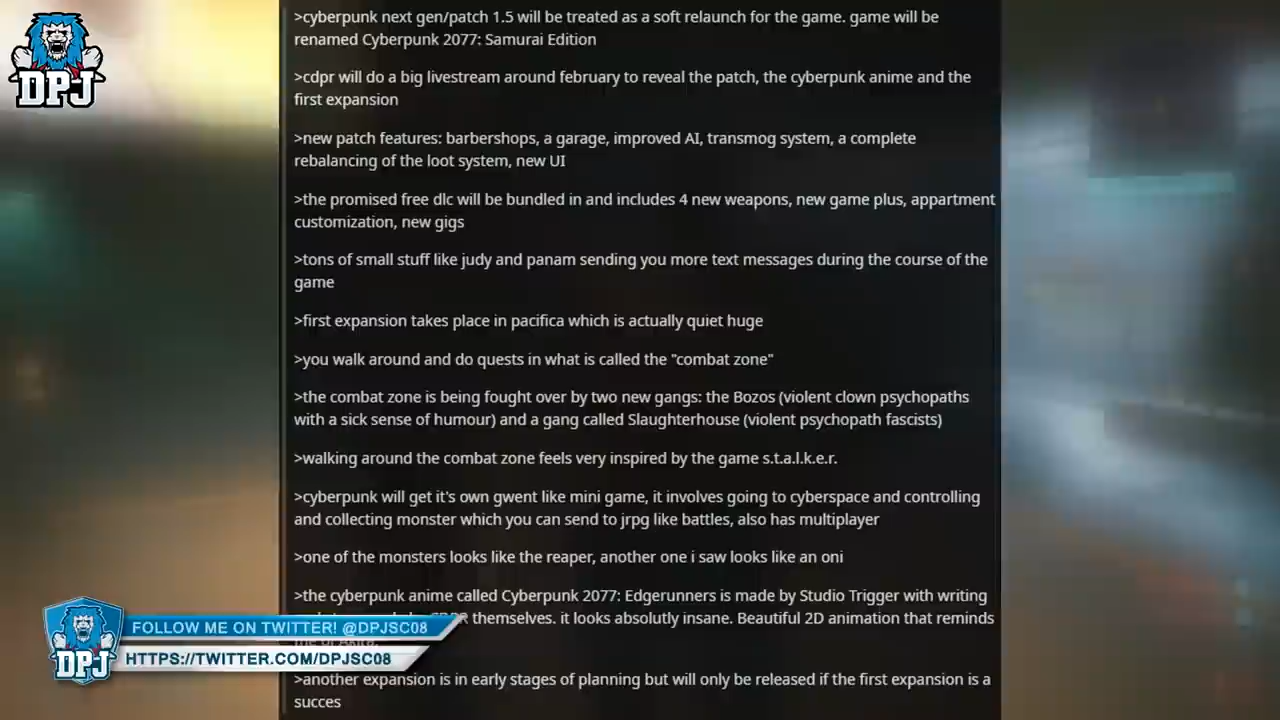 DPJ
>cyberpunk next gen/patch 1.5 will be treated as a soft relaunch for the game. game will be
renamed Cyberpunk 2077: Samurai Edition
>cdpr will do a big livestream around february to reveal the patch, the cyberpunk anime and the
first expansion
>new patch features: barbershops, a garage, improved AI, transmog system, a complete
rebalancing of the loot system, new UI
>the promised free dlc will be bundled in and includes 4 new weapons, new game plus, appartment
customization, new gigs
>tons of small stuff like judy and panam sending you more text messages during the course of the
game
>first expansion takes place in pacifica which is actually quiet huge
>you walk around and do quests in what is called the "combat zone"
>the combat zone is being fought over by two new gangs: the Bozos (violent clown psychopaths
with a sick sense of humour) and a gang called Slaughterhouse (violent psychopath fascists)
>walking around the combat zone feels very inspired by the game s.t.a.l.k.e.r.
>cyberpunk will get it's own gwent like mini game, it involves going to cyberspace and controlling
and collecting monster which you can send to jrpg like battles, also has multiplayer
>one of the monsters looks like the reaper, another one i saw looks like an oni
>the cyberpunk anime called Cyberpunk 2077: Edgerunners is made by Studio Trigger with writing
themselves. it looks absolutly insane. Beautiful 2D animation that reminds
>another expansion is in early stages of planning but will only be released if the first expansion is a
succes
DPJ
FOLLOW ME ON TWITTER! @DPJSC08
HTTPS://TWITTER.COM/DPJSC08